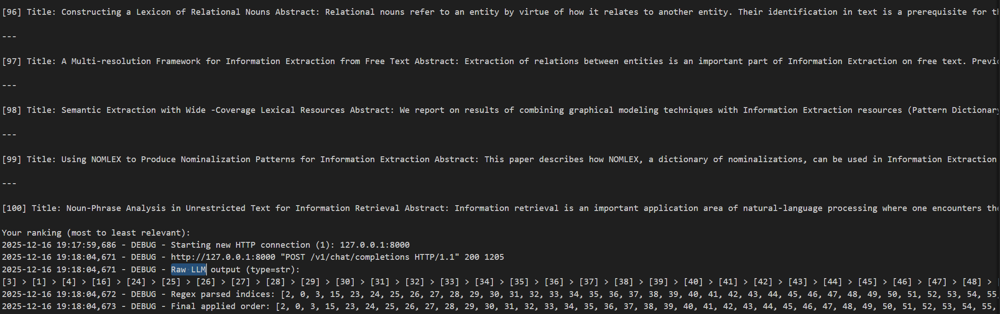 [96] Title: Constructing a Lexicon of Relational Nouns Abstract: Relational nouns refer to an entity by virtue of how it relates to another entity. Their identification in text is a prerequisite for
---
[97] Title: A Multi-resolution Framework for Information Extraction from Free Text Abstract: Extraction of relations between entities is an important part of Information Extraction on free text.
---
[98] Title: Semantic Extraction with Wide -Coverage Lexical Resources Abstract: We report on results of combining graphical modeling techniques with Information Extraction resources (Pattern Dictionary
---
[99] Title: Using NOMLEX to Produce Nominalization Patterns for Information Extraction Abstract: This paper describes how NOMLEX, a dictionary of nominalizations, can be used in Information Extraction
---
[100] Title: Noun-Phrase Analysis in Unrestricted Text for Information Retrieval Abstract: Information retrieval is an important application area of natural-language processing where one encounters the
Your ranking (most to least relevant):
2025-12-16 19:17:59,686 - DEBUG - Starting new HTTP connection (1): 127.0.0.1:8000
2025-12-16 19:18:04,671 - DEBUG - http://127.0.0.1:8000 "POST /v1/chat/completions HTTP/1.1" 200 1205
2025-12-16 19:18:04,671 - DEBUG - Raw LLM output (type=str):
[3] > [1] > [4] > [16] > [24] > [25] > [26] > [27] > [28] > [29] > [30] > [31] > [32] > [33] > [34] > [35] > [36] > [37] > [38] > [39] > [40] > [41] > [42] > [43] > [44] > [45] > [46] > [47] > [48] >
2025-12-16 19:18:04,672 - DEBUG - Regex parsed indices: [2, 0, 3, 15, 23, 24, 25, 26, 27, 28, 29, 30, 31, 32, 33, 34, 35, 36, 37, 38, 39, 40, 41, 42, 43, 44, 45, 46, 47, 48, 49, 50, 51, 52, 53, 54, 55
2025-12-16 19:18:04,673 - DEBUG - Final applied order: [2, 0, 3, 15, 23, 24, 25, 26, 27, 28, 29, 30, 31, 32, 33, 34, 35, 36, 37, 38, 39, 40, 41, 42, 43, 44, 45, 46, 47, 48, 49, 50, 51, 52, 53, 54, 55,